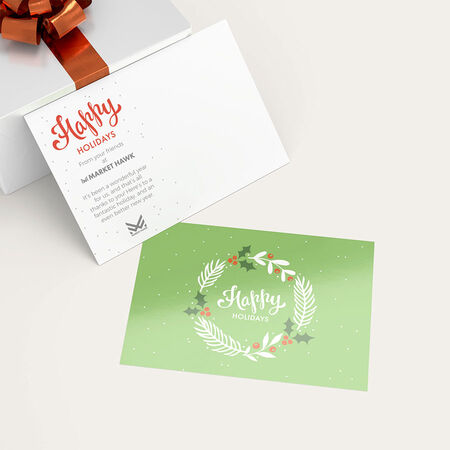 Happy
HOLIDAYS
From your friends
at
MARKET HAWK
It's been a wonderful year
for us, and that's all
thanks to you! Here's to a
fantastic holiday, and an
even better new year.
Happy
HOLIDAYS